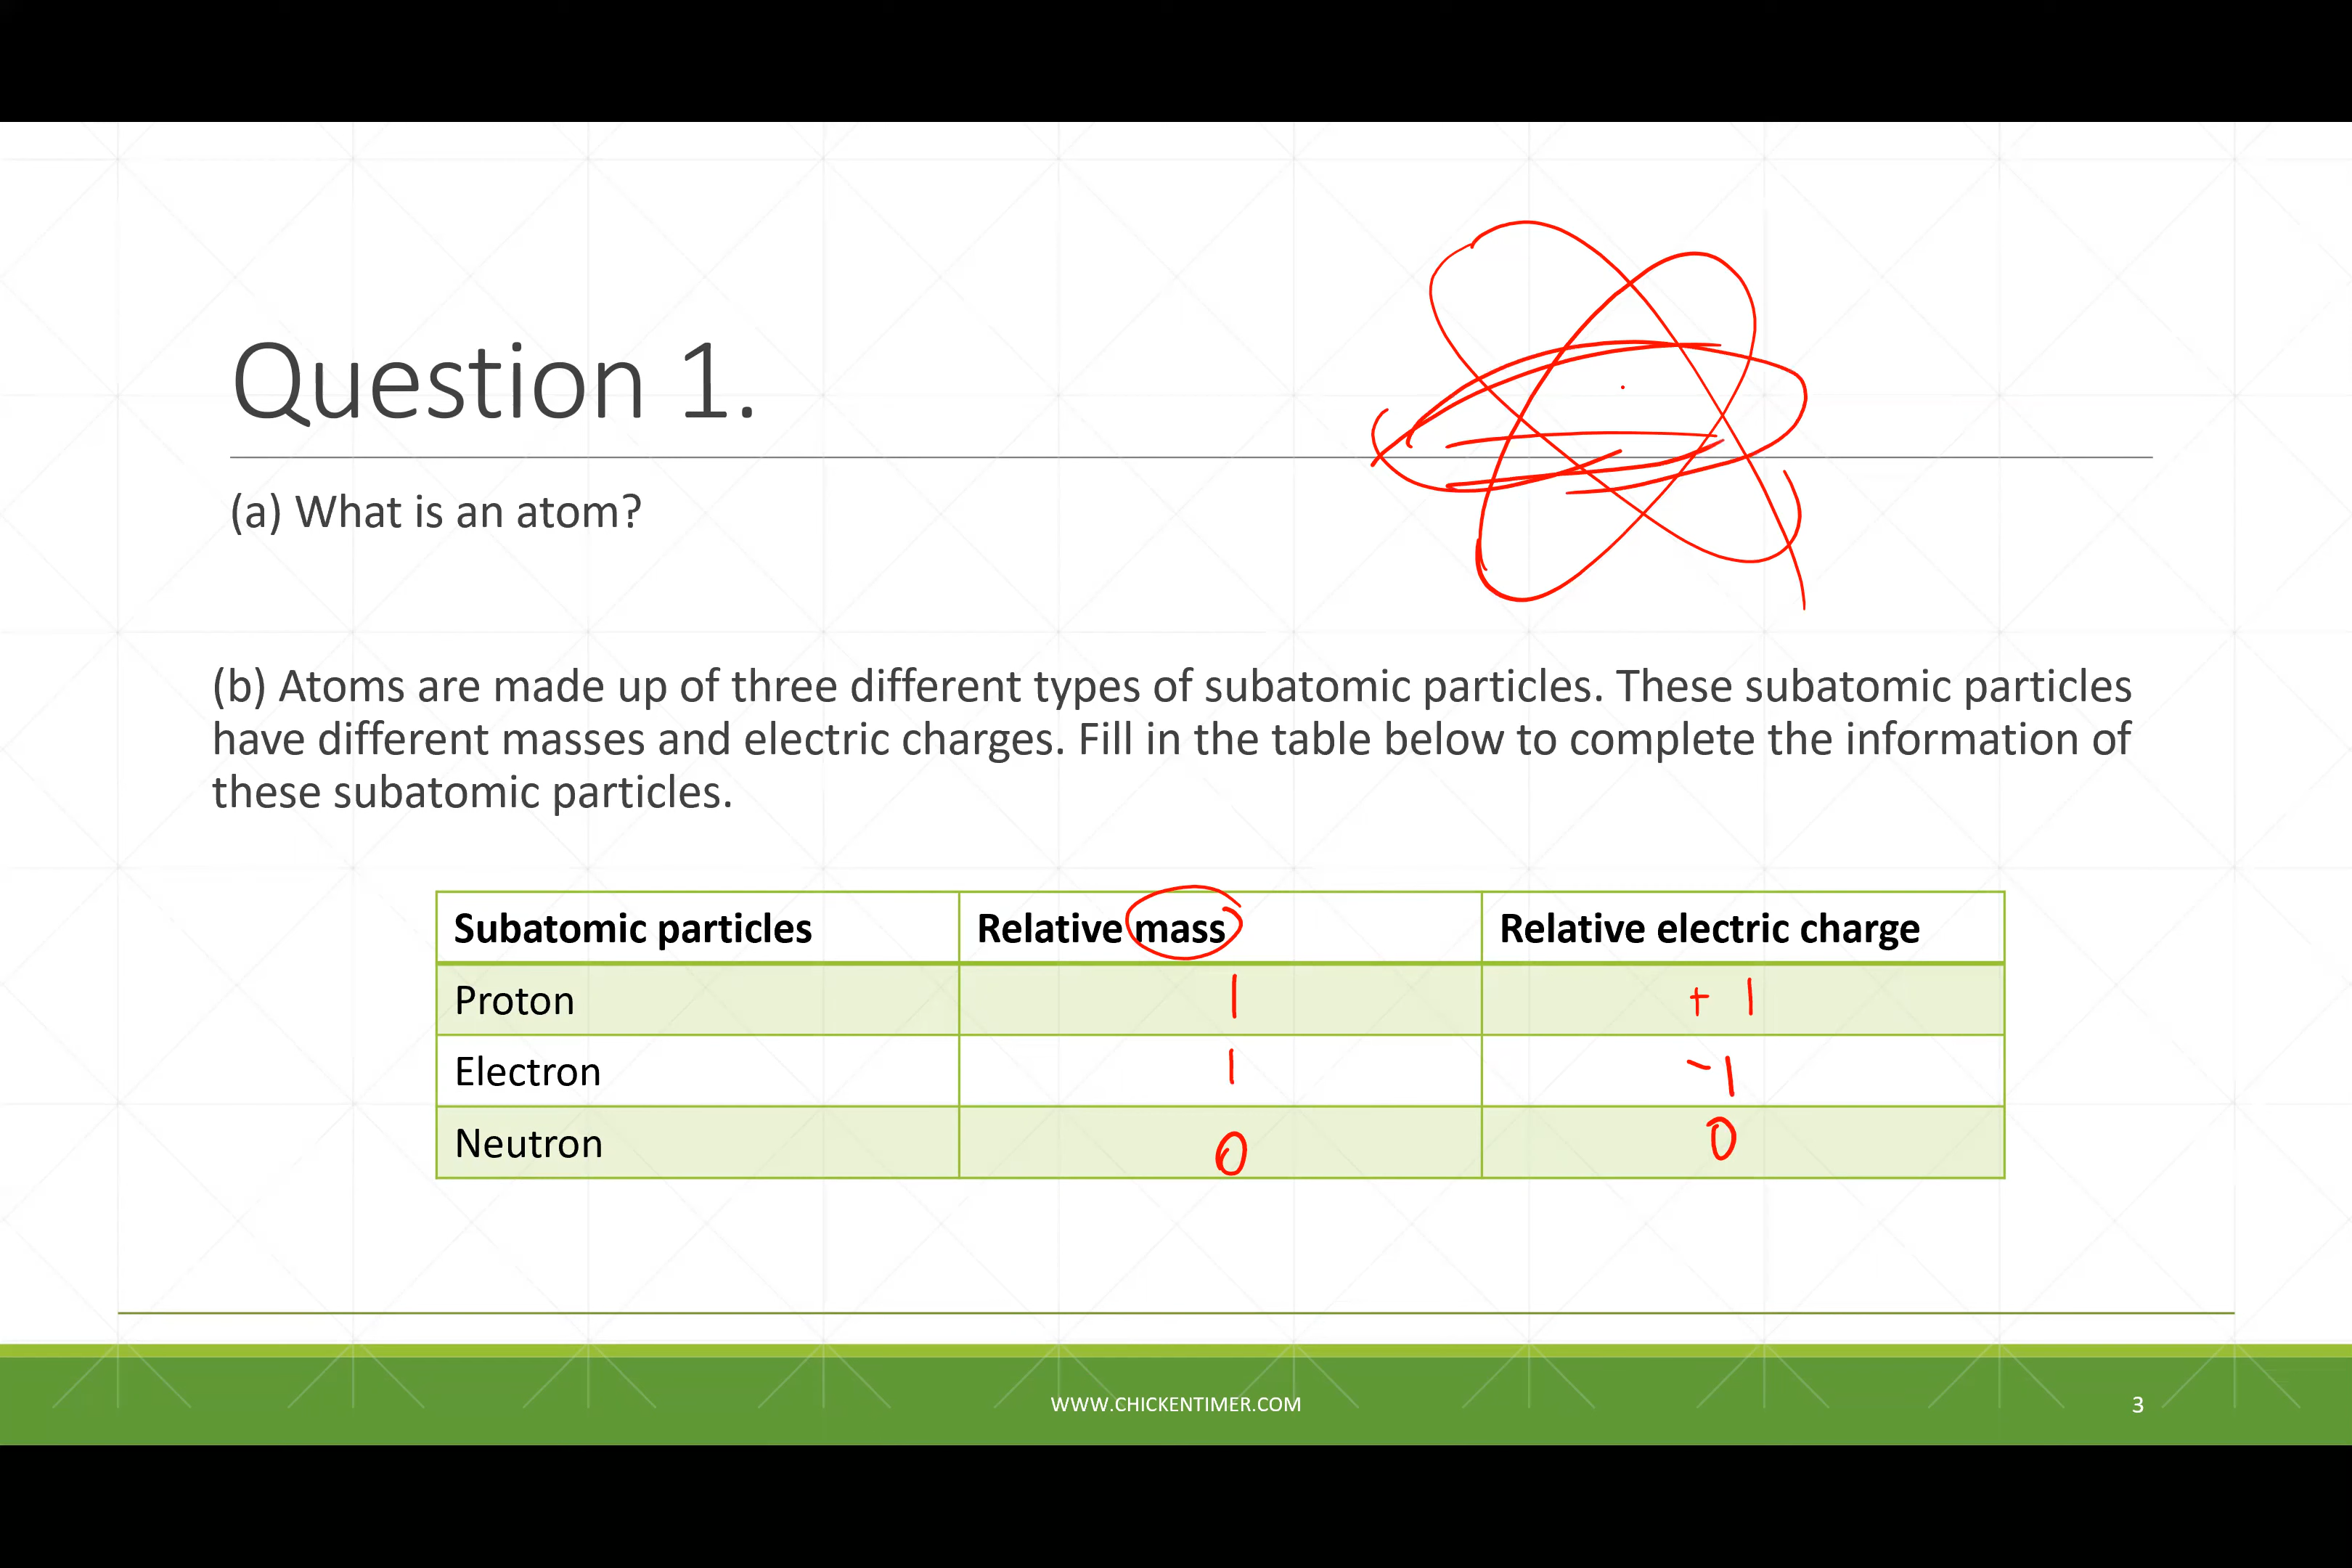 Question 1.
(a) What is an atom?
(b) Atoms are made up of three different types of subatomic particles. These subatomic particles
have different masses and electric charges. Fill in the table below to complete the information of
these subatomic particles.
Subatomic particles Relative mass Relative electric charge
Proton 1 + 1
Electron 1 -1
Neutron 0 0
WWW.CHICKENTIMER.COM 3